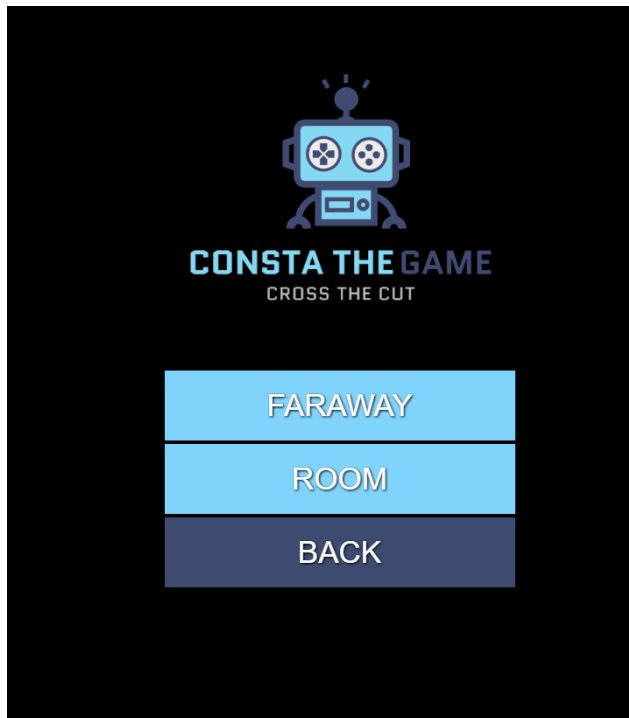 CONSTA THE GAME
CROSS THE CUT
FARAWAY
ROOM
BACK